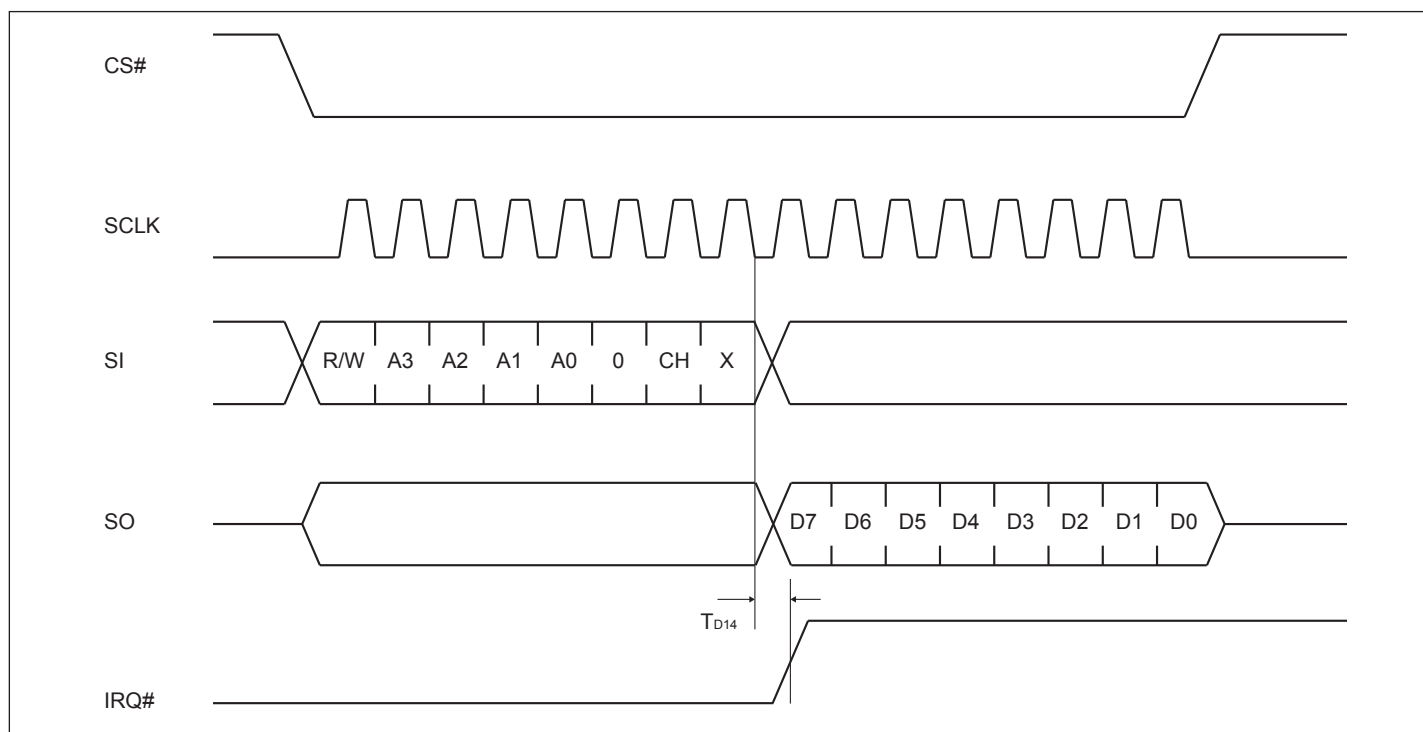 CS#
SCLK
SI R/W A3 A2 A1 A0 0 CH X
SO D7 D6 D5 D4 D3 D2 D1 D0
TD14
IRQ#